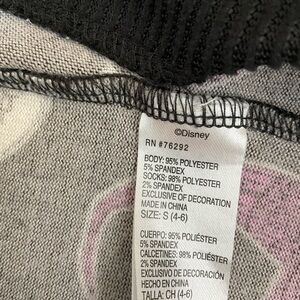 ©Disney
RN #76292
BODY: 95% POLYESTER
5% SPANDEX
SOCKS: 98% POLYESTER
2% SPANDEX
EXCLUSIVE OF DECORATION
MADE IN CHINA
SIZE: S (4-6)
CUERPO: 95% POLIÉSTER
5% SPANDEX
CALCETINES: 98% POLIÉSTER
2% SPANDEX
EXCLUSIVO DE DECORACIÓN
HECHO EN CHINA
TALLA: CH (4-6)